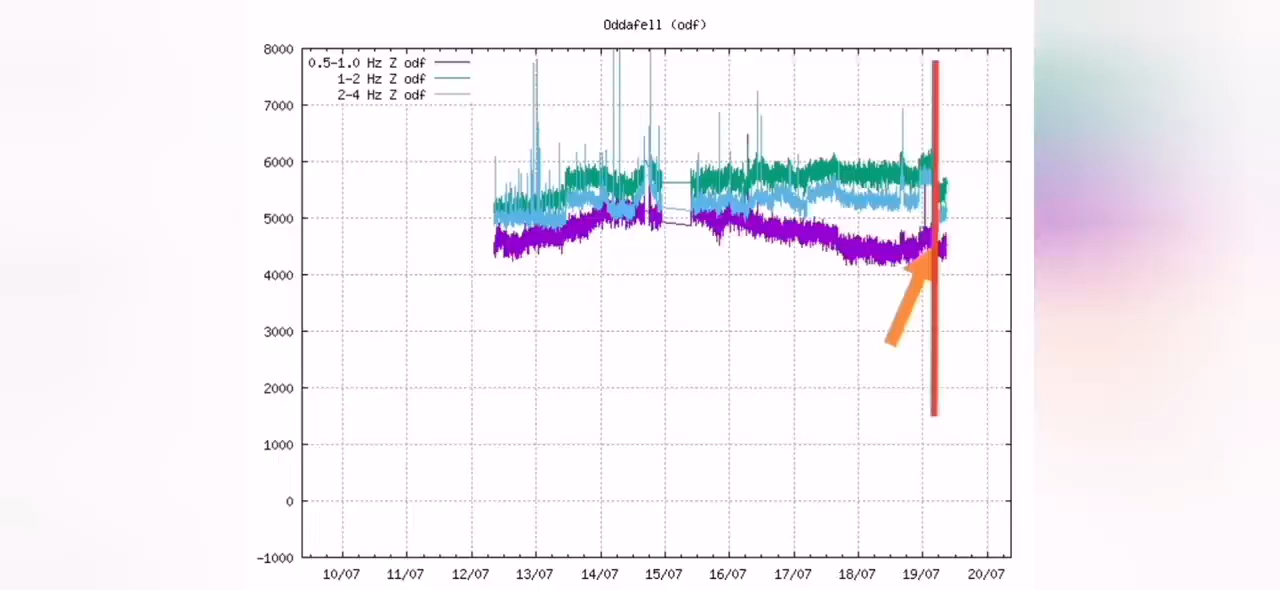 Oddafell (odf)
8000
0.5-1.0 Hz Z odf
1-2 Hz Z odf
2-4 Hz Z odf
7000
6000
5000
4000
3000
2000
1000
0
-1000
10/07 11/07 12/07 13/07 14/07 15/07 16/07 17/07 18/07 19/07 20/07